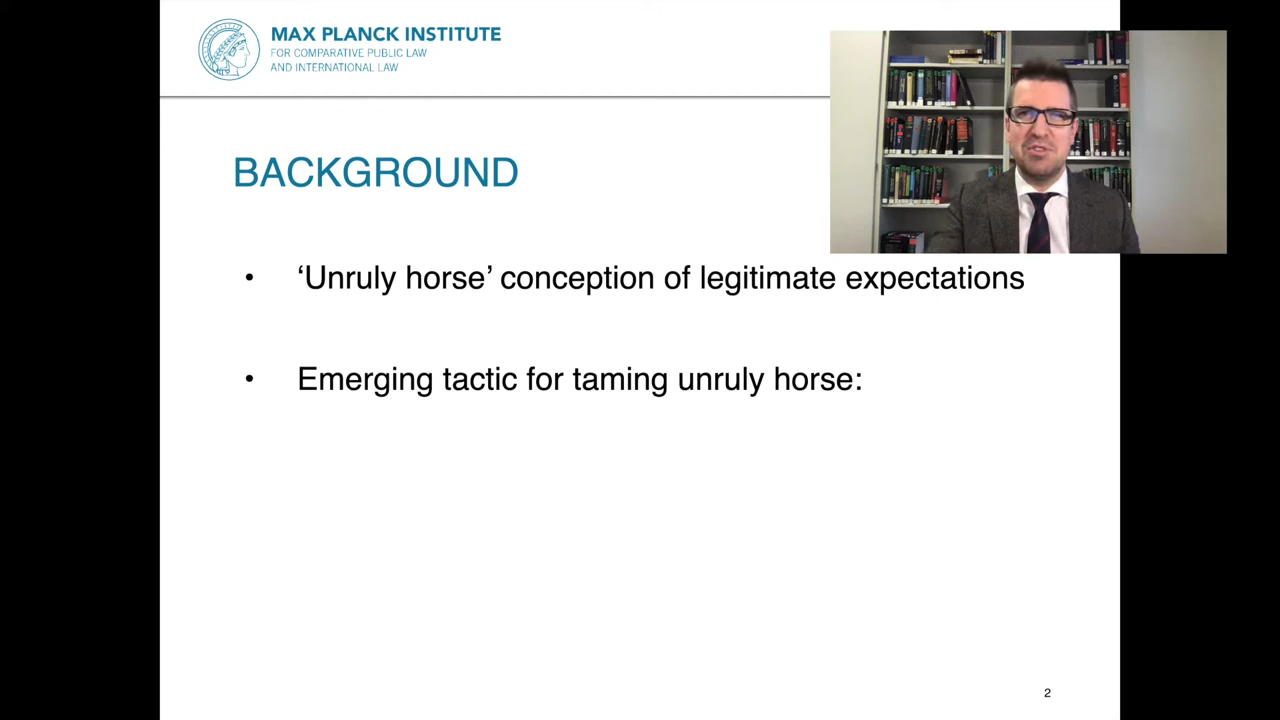 MAX PLANCK INSTITUTE
FOR COMPARATIVE PUBLIC LAW
AND INTERNATIONAL LAW
BACKGROUND
• ‘Unruly horse’ conception of legitimate expectations
• Emerging tactic for taming unruly horse:
2